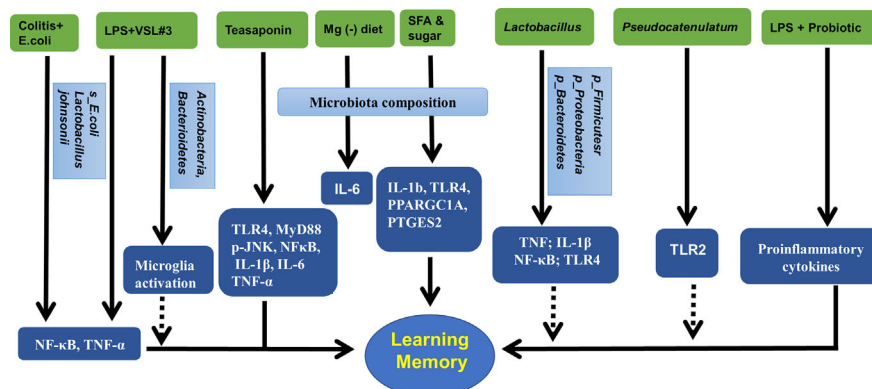 Colitis+
E.coli
LPS+VSL#3
Teasaponin
Mg (-) diet
SFA &
sugar
Lactobacillus
Pseudocatenulatum
LPS + Probiotic
s_E.coli
Lactobacillus
johnsonii
Actinobacteria,
Bacterioidetes
Microbiota composition
p_Firmicutesr
p_Proteobacteria
p_Bacteroidetes
IL-6
IL-1b, TLR4,
PPARGC1A,
PTGES2
TLR4, MyD88
p-JNK, NFκB,
IL-1β, IL-6
TNF-α
Microglia
activation
TNF; IL-1β
NF-κB; TLR4
TLR2
Proinflammatory
cytokines
NF-κB, TNF-α
Learning
Memory